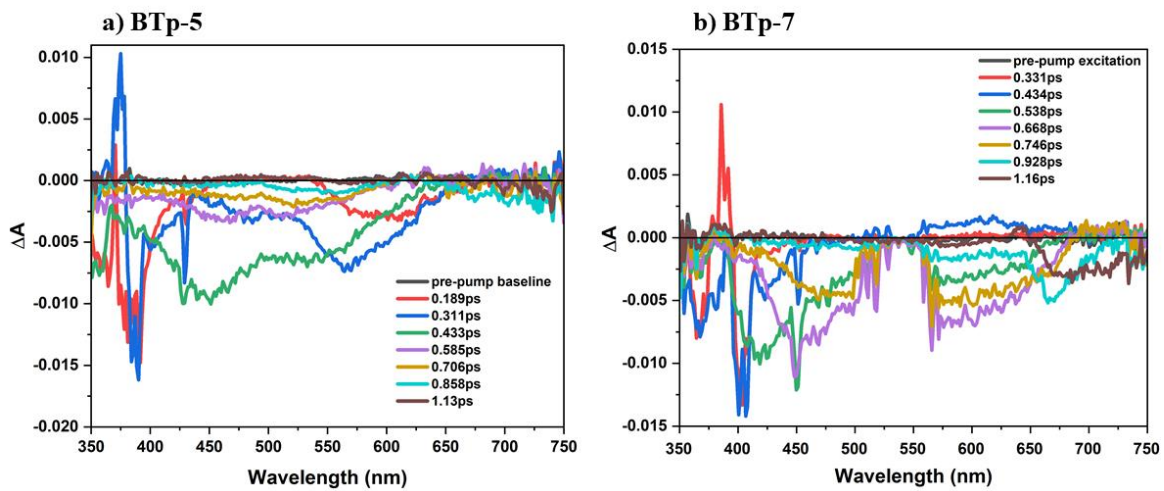 a) BTp-5
b) BTp-7
0.010
0.005
0.000
-0.005
-0.010
-0.015
-0.020
ΔA
350 400 450 500 550 600 650 700 750
Wavelength (nm)
pre-pump baseline
0.189ps
0.311ps
0.433ps
0.585ps
0.706ps
0.858ps
1.13ps
0.015
0.010
0.005
0.000
-0.005
-0.010
-0.015
ΔA
350 400 450 500 550 600 650 700 750
Wavelength (nm)
pre-pump excitation
0.331ps
0.434ps
0.538ps
0.668ps
0.746ps
0.928ps
1.16ps